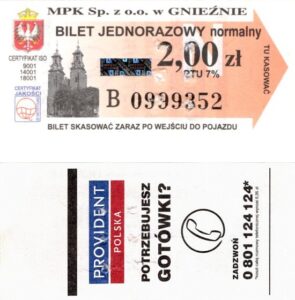 MPK Sp. z o.o. w GNIEŹNIE
BILET JEDNORAZOWY normalny
2,00 zł
PTU 7%
CERTYFIKAT ISO
9001
14001
18001
CERTYFIKAT
JAKOŚCI
TU KASOWAĆ
B 0999352
BILET SKASOWAĆ ZARAZ PO WEJŚCIU DO POJAZDU
PROVIDENT
POLSKA
POTRZEBUJESZ
GOTÓWKI?
ZADZWOŃ
0 801 124 124*